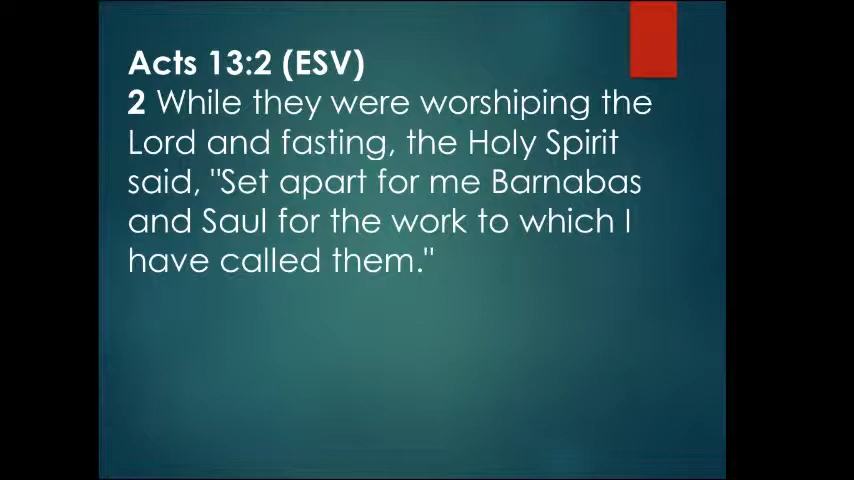 Acts 13:2 (ESV)
2 While they were worshiping the
Lord and fasting, the Holy Spirit
said, "Set apart for me Barnabas
and Saul for the work to which I
have called them."